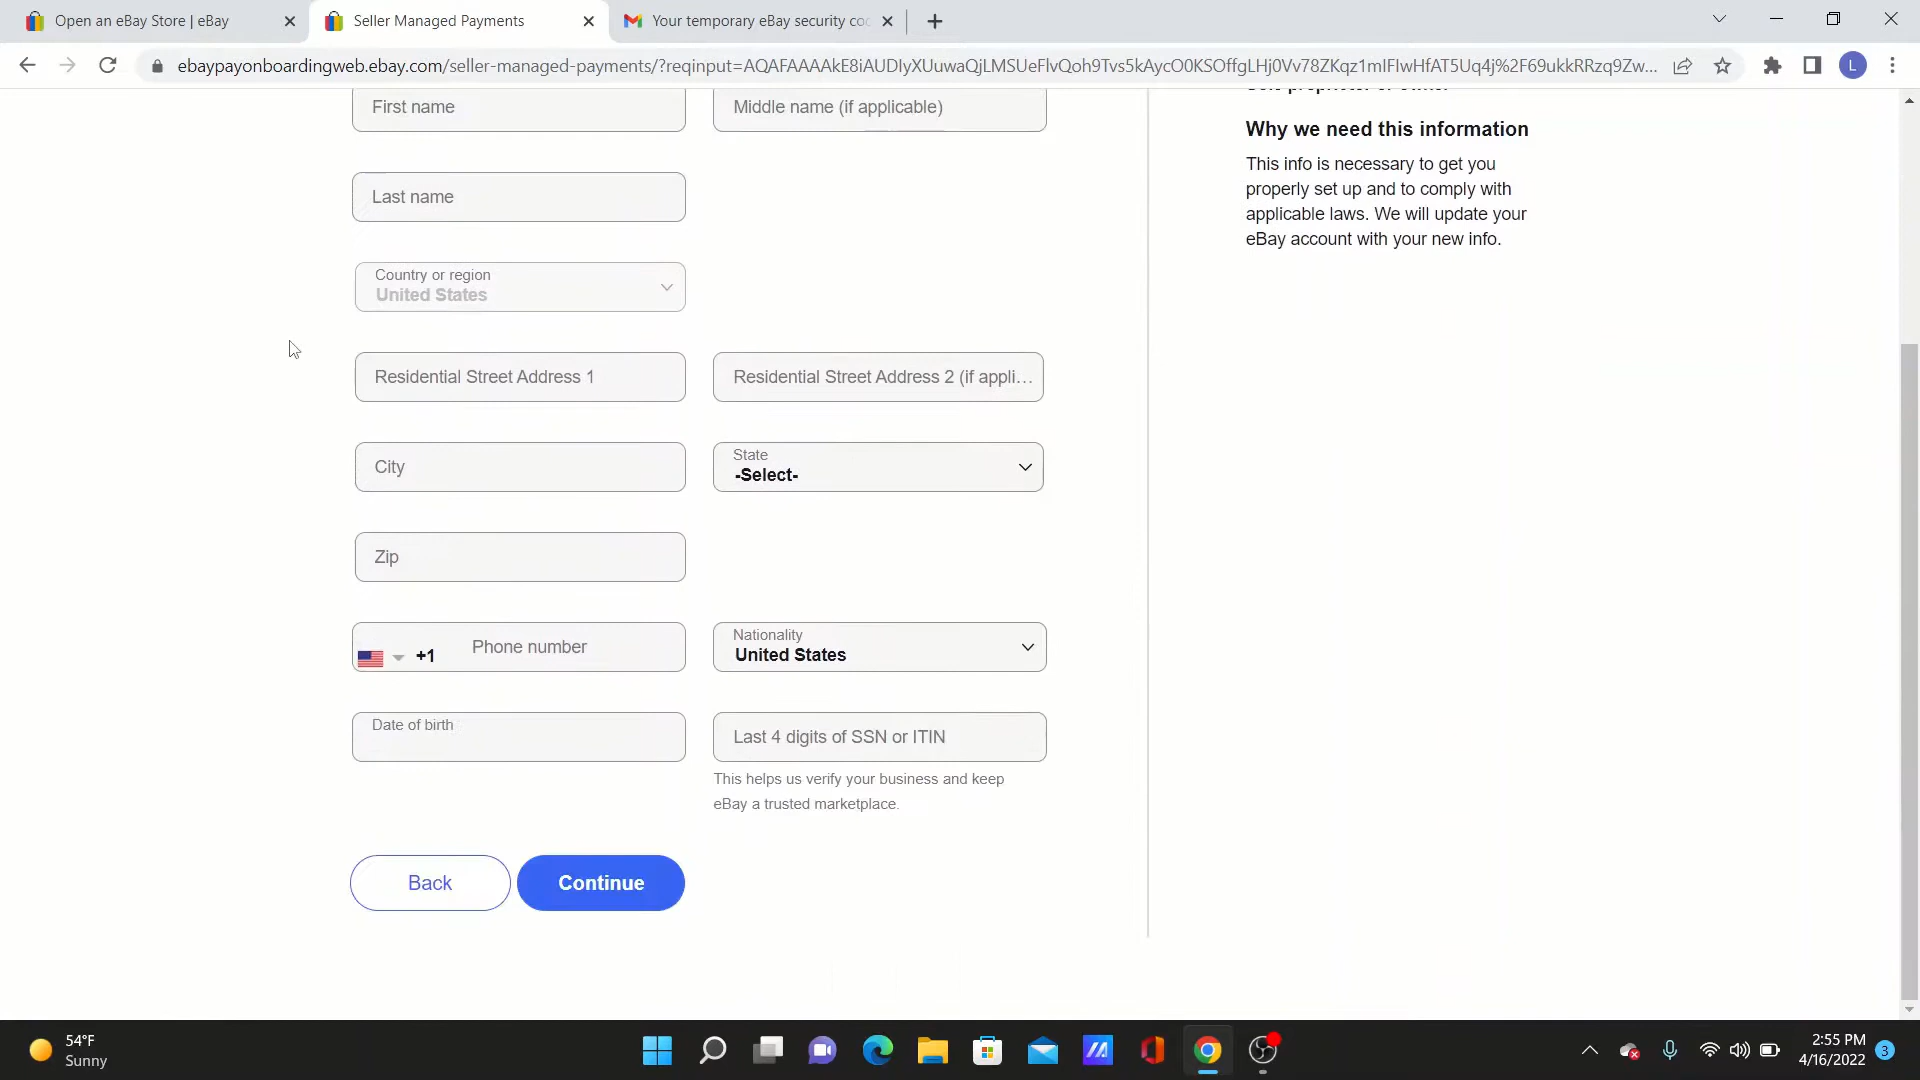 Open an eBay Store | eBay
Seller Managed Payments
Your temporary eBay security co
ebaypayonboardingweb.ebay.com/seller-managed-payments/?reqinput=AQAFAAAAkE8iAUDIyXUuwaQjLMSUeFlvQoh9Tvs5kAycO0KSOffgLHj0Vv78ZKqz1mIFIwHfAT5Uq4j%2F69ukkRRzq9Zw...
L
First name
Middle name (if applicable)
Last name
Country or region
United States
Residential Street Address 1
Residential Street Address 2 (if appli...
City
State
-Select-
Zip
+1
Phone number
Nationality
United States
Date of birth
Last 4 digits of SSN or ITIN
This helps us verify your business and keep
eBay a trusted marketplace.
Back
Continue
Why we need this information
This info is necessary to get you
properly set up and to comply with
applicable laws. We will update your
eBay account with your new info.
54°F
Sunny
2:55 PM
4/16/2022
3